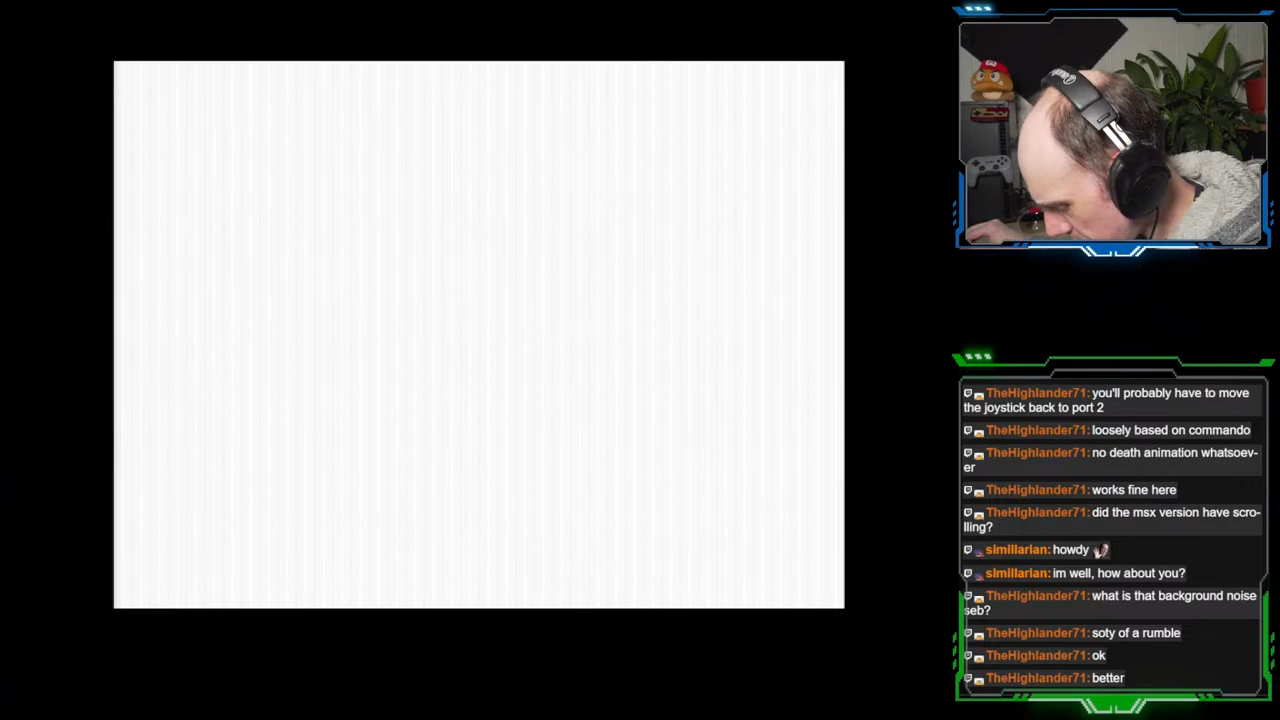 TheHighlander71: you'll probably have to move
the joystick back to port 2
TheHighlander71: loosely based on commando
TheHighlander71: no death animation whatsoev-
er
TheHighlander71: works fine here
TheHighlander71: did the msx version have scro-
lling?
simillarian: howdy
simillarian: im well, how about you?
TheHighlander71: what is that background noise
seb?
TheHighlander71: soty of a rumble
TheHighlander71: ok
TheHighlander71: better